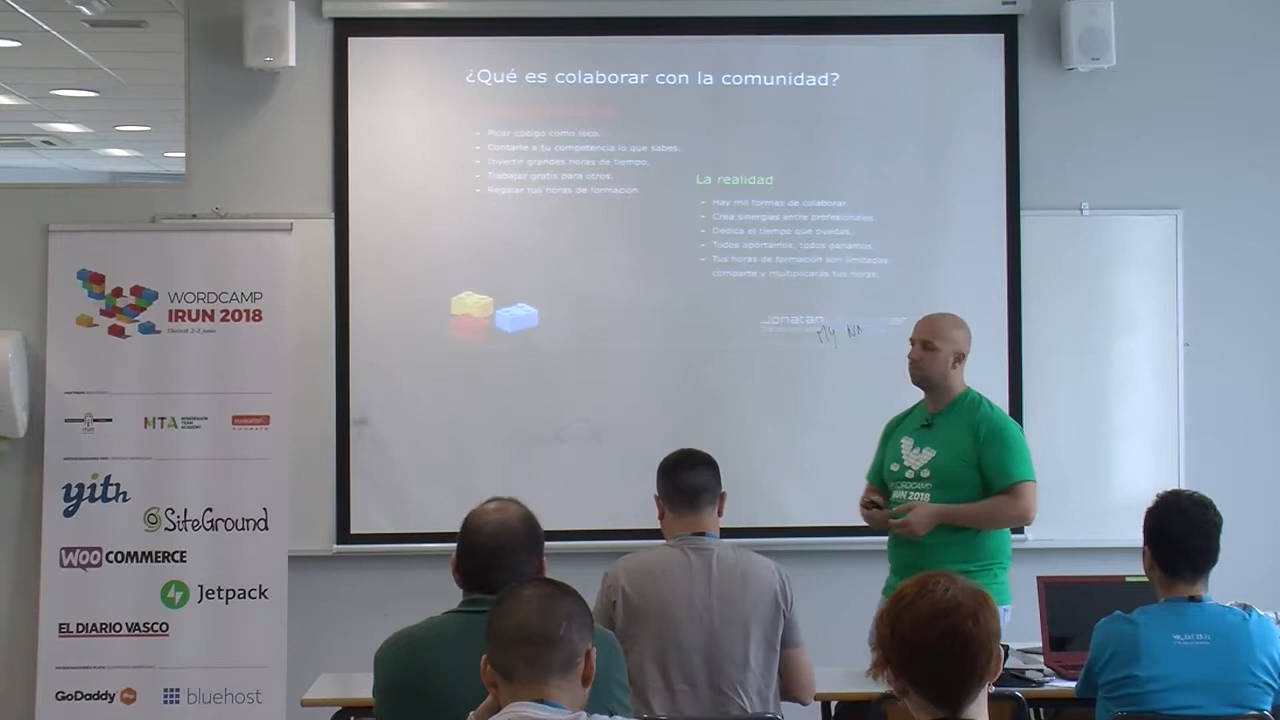 ¿Qué es colaborar con la comunidad?
- Picar código como loco.
- Contarle a tu competencia lo que sabes.
- Invertir grandes horas de tiempo.
- Trabajar gratis para otros.
- Regalar tus horas de formación.
La realidad
- Hay mil formas de colaborar.
- Crea sinergias entre profesionales.
- Dedica el tiempo que puedas.
- Todos aportamos, todos ganamos.
- Tus horas de formación son limitadas:
comparte y multiplicarás tus horas.
Jonatan
WORDCAMP
IRUN 2018
MTA
yith
SiteGround
WOO COMMERCE
Jetpack
EL DIARIO VASCO
GoDaddy Pro
bluehost
WORDCAMP
IRUN 2018